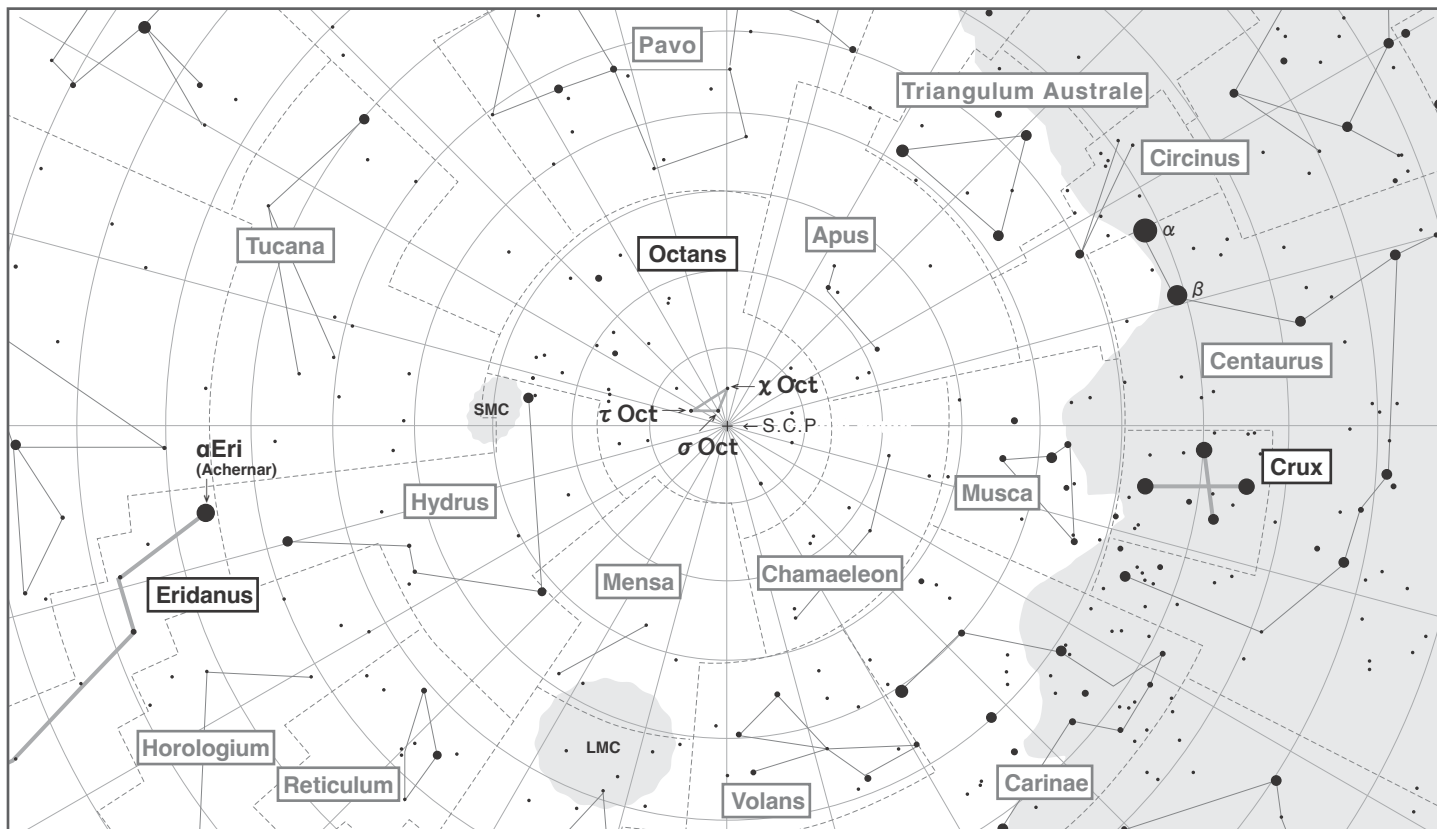 Pavo
Triangulum Australe
Circinus
α
Tucana
Octans
Apus
β
Centaurus
χ Oct
τ Oct
SMC
S.C.P
σ Oct
αEri
(Achernar)
Crux
Hydrus
Musca
Eridanus
Mensa
Chamaeleon
Horologium
LMC
Reticulum
Volans
Carinae